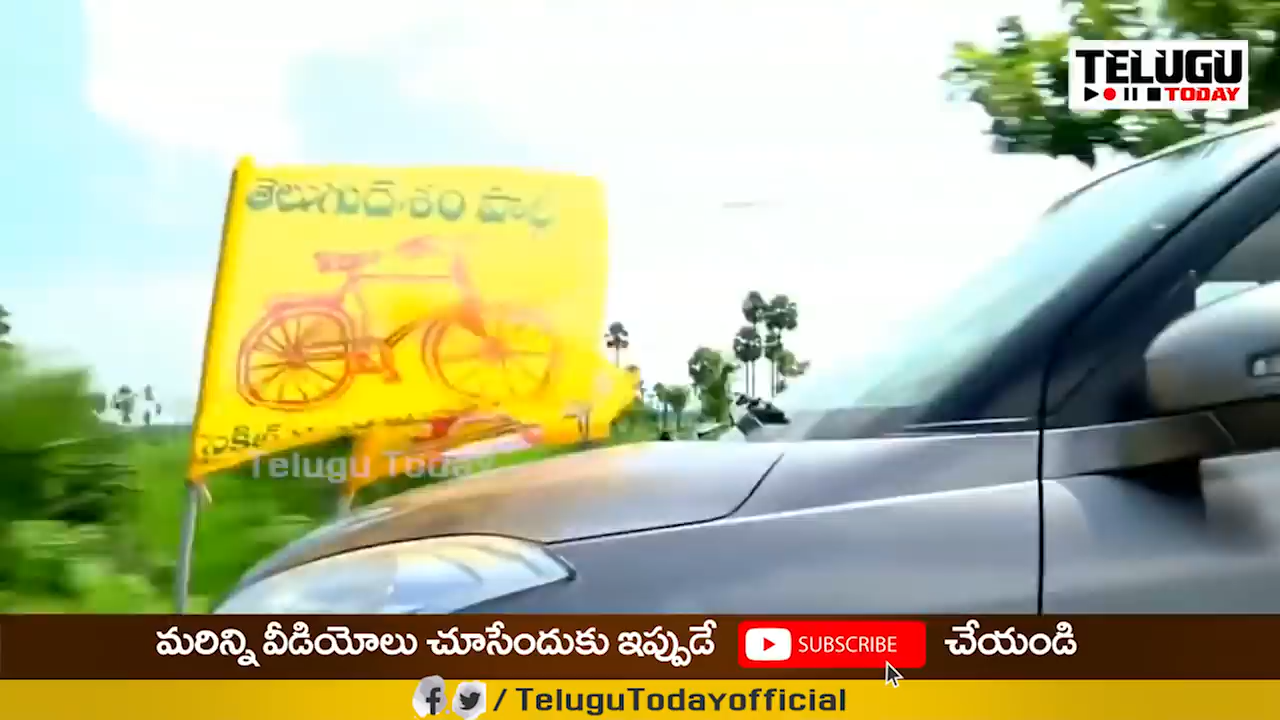 TELUGU
TODAY
తెలుగుదేశం పార్టీ
Telugu Today
మరిన్ని వీడియోలు చూసేందుకు ఇప్పుడే SUBSCRIBE చేయండి
/ TeluguTodayofficial